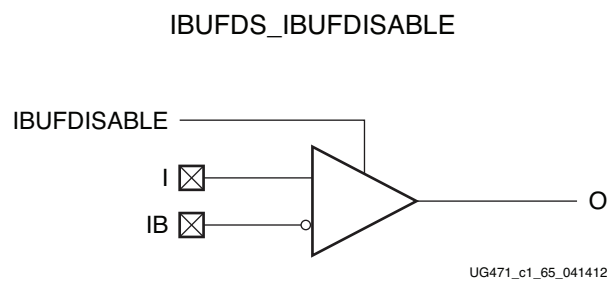 IBUFDS_IBUFDISABLE
IBUFDISABLE
I
IB
O
UG471_c1_65_041412